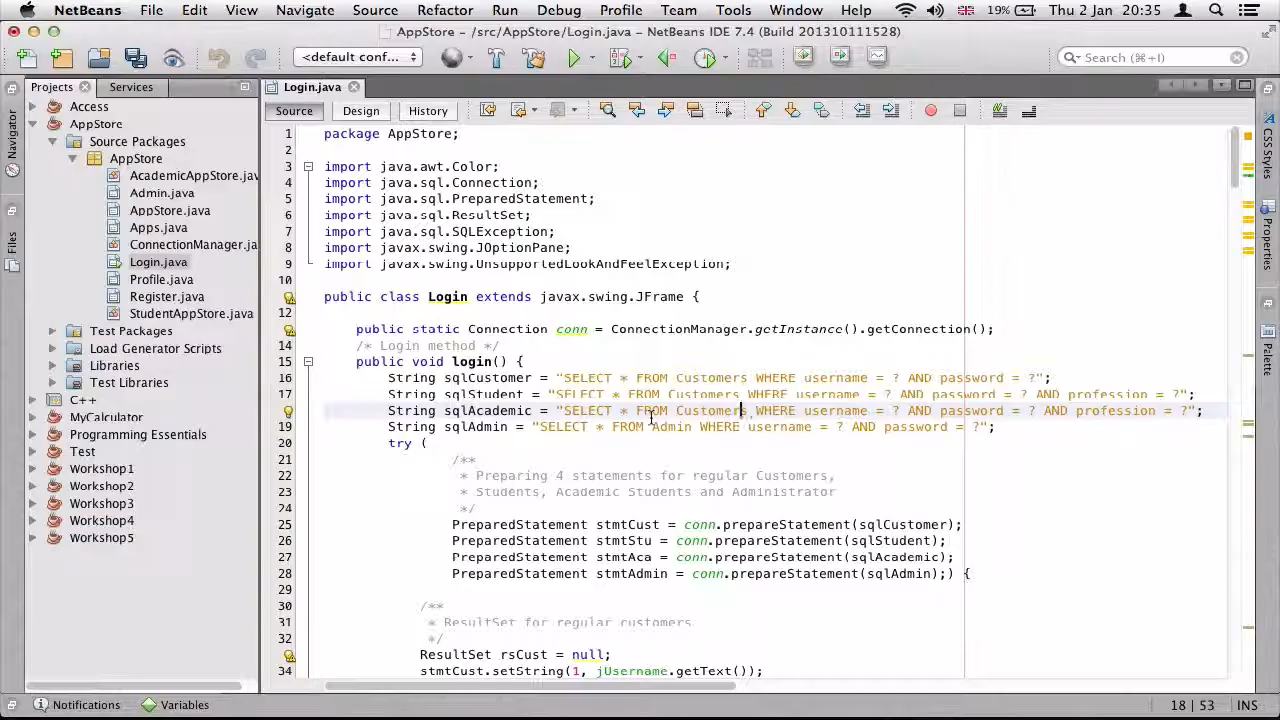 NetBeans File Edit View Navigate Source Refactor Run Debug Profile Team Tools Window Help 19% Thu 2 Jan 20:35
AppStore - /src/AppStore/Login.java - NetBeans IDE 7.4 (Build 201310111528)
<default conf... Search (⌘+I)
Projects Services
Login.java
Source Design History
Navigator
Files
Access
AppStore
Source Packages
AppStore
AcademicAppStore.jav
Admin.java
AppStore.java
Apps.java
ConnectionManager.ja
Login.java
Profile.java
Register.java
StudentAppStore.java
Test Packages
Load Generator Scripts
Libraries
Test Libraries
C++
MyCalculator
Programming Essentials
Test
Workshop1
Workshop2
Workshop3
Workshop4
Workshop5
1 package AppStore;
2
3 import java.awt.Color;
4 import java.sql.Connection;
5 import java.sql.PreparedStatement;
6 import java.sql.ResultSet;
7 import java.sql.SQLException;
8 import javax.swing.JOptionPane;
9 import javax.swing.UnsupportedLookAndFeelException;
10
public class Login extends javax.swing.JFrame {
12
public static Connection conn = ConnectionManager.getInstance().getConnection();
14 /* Login method */
15 public void login() {
16 String sqlCustomer = "SELECT * FROM Customers WHERE username = ? AND password = ?";
17 String sqlStudent = "SELECT * FROM Customers WHERE username = ? AND password = ? AND profession = ?";
String sqlAcademic = "SELECT * FROM Customers WHERE username = ? AND password = ? AND profession = ?";
19 String sqlAdmin = "SELECT * FROM Admin WHERE username = ? AND password = ?";
20 try (
21 /**
22 * Preparing 4 statements for regular Customers,
23 * Students, Academic Students and Administrator
24 */
25 PreparedStatement stmtCust = conn.prepareStatement(sqlCustomer);
26 PreparedStatement stmtStu = conn.prepareStatement(sqlStudent);
27 PreparedStatement stmtAca = conn.prepareStatement(sqlAcademic);
28 PreparedStatement stmtAdmin = conn.prepareStatement(sqlAdmin);) {
29
30 /**
31 * ResultSet for regular customers
32 */
ResultSet rsCust = null;
34 stmtCust.setString(1, jUsername.getText());
CSS Styles
Properties
Palette
Notifications Variables 18 | 53 INS